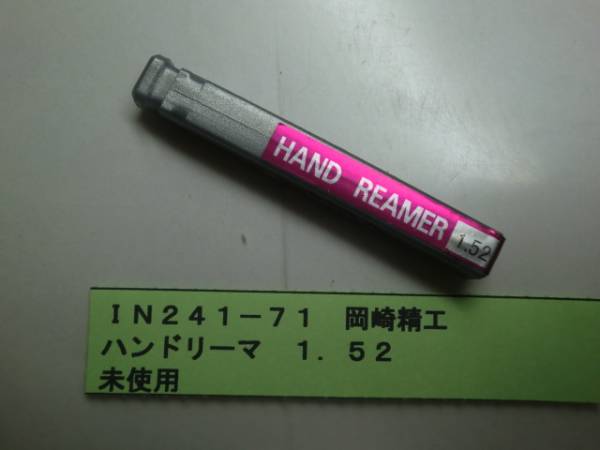 HAND REAMER 1.52
IN241-71 岡崎精工
ハンドリーマ 1.52
未使用